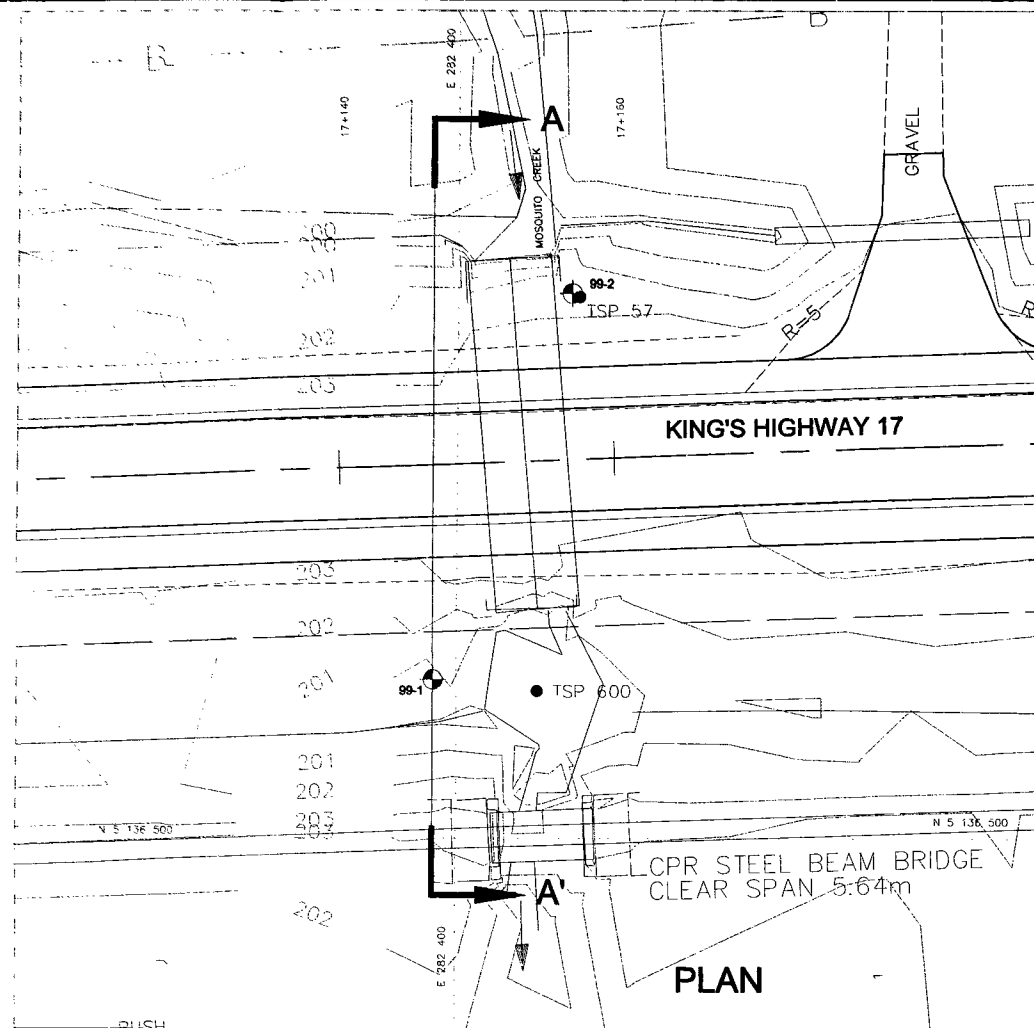 E 282 400
17+140
17+160
A
MOSQUITO CREEK
GRAVEL
200
201
99-2
TSP 57
R=5
202
203
KING'S HIGHWAY 17
203
202
201
99-1
TSP 600
201
202
203
N 5 136 500
N 5 136 500
CPR STEEL BEAM BRIDGE
CLEAR SPAN 5.64m
A'
202
E 282 400
PLAN
BUSH